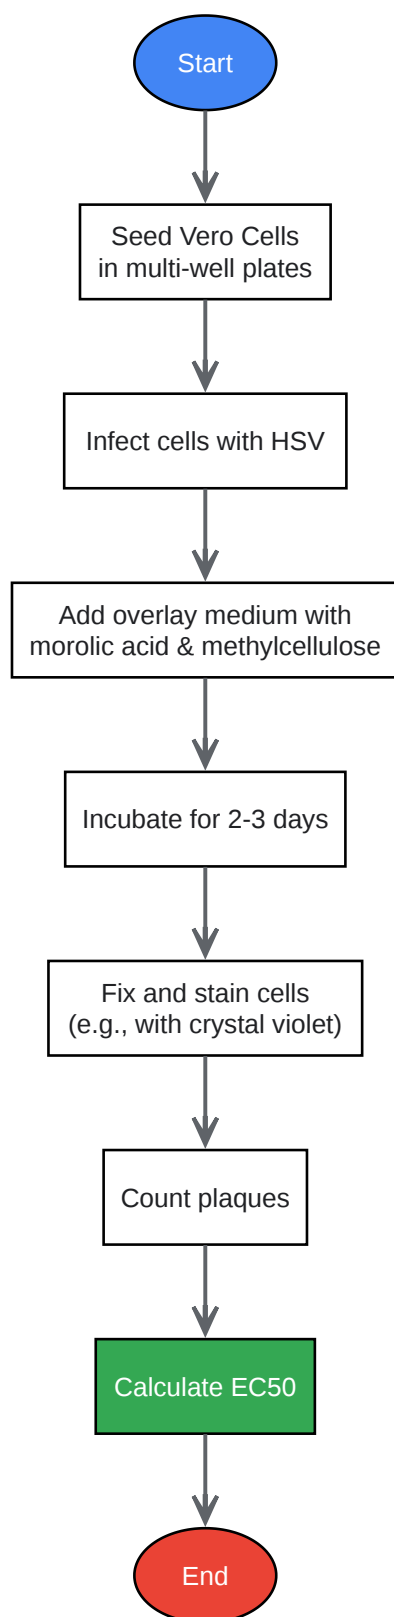 Start
Seed Vero Cells
in multi-well plates
Infect cells with HSV
Add overlay medium with
morolic acid & methylcellulose
Incubate for 2-3 days
Fix and stain cells
(e.g., with crystal violet)
Count plaques
Calculate EC50
End